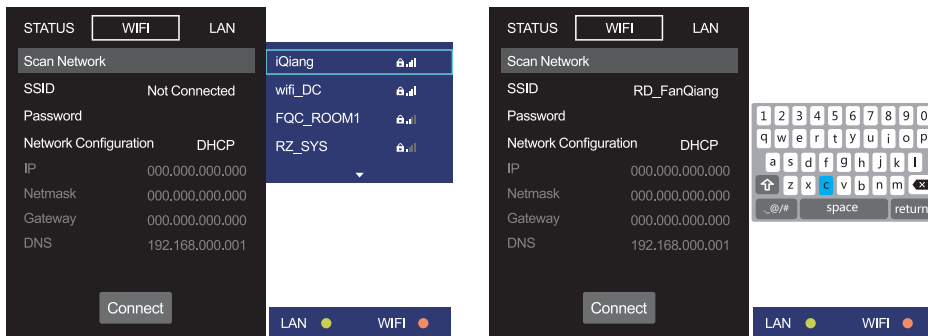 STATUS WIFI LAN
Scan Network
SSID Not Connected
Password
Network Configuration DHCP
IP 000.000.000.000
Netmask 000.000.000.000
Gateway 000.000.000.000
DNS 192.168.000.001
Connect
iQiang
wifi_DC
FQC_ROOM1
RZ_SYS
LAN WIFI
STATUS WIFI LAN
Scan Network
SSID RD_FanQiang
Password
Network Configuration DHCP
IP 000.000.000.000
Netmask 000.000.000.000
Gateway 000.000.000.000
DNS 192.168.000.001
Connect
1 2 3 4 5 6 7 8 9 0
q w e r t y u i o p
a s d f g h j k l
z x c v b n m
._@/# space return
LAN WIFI